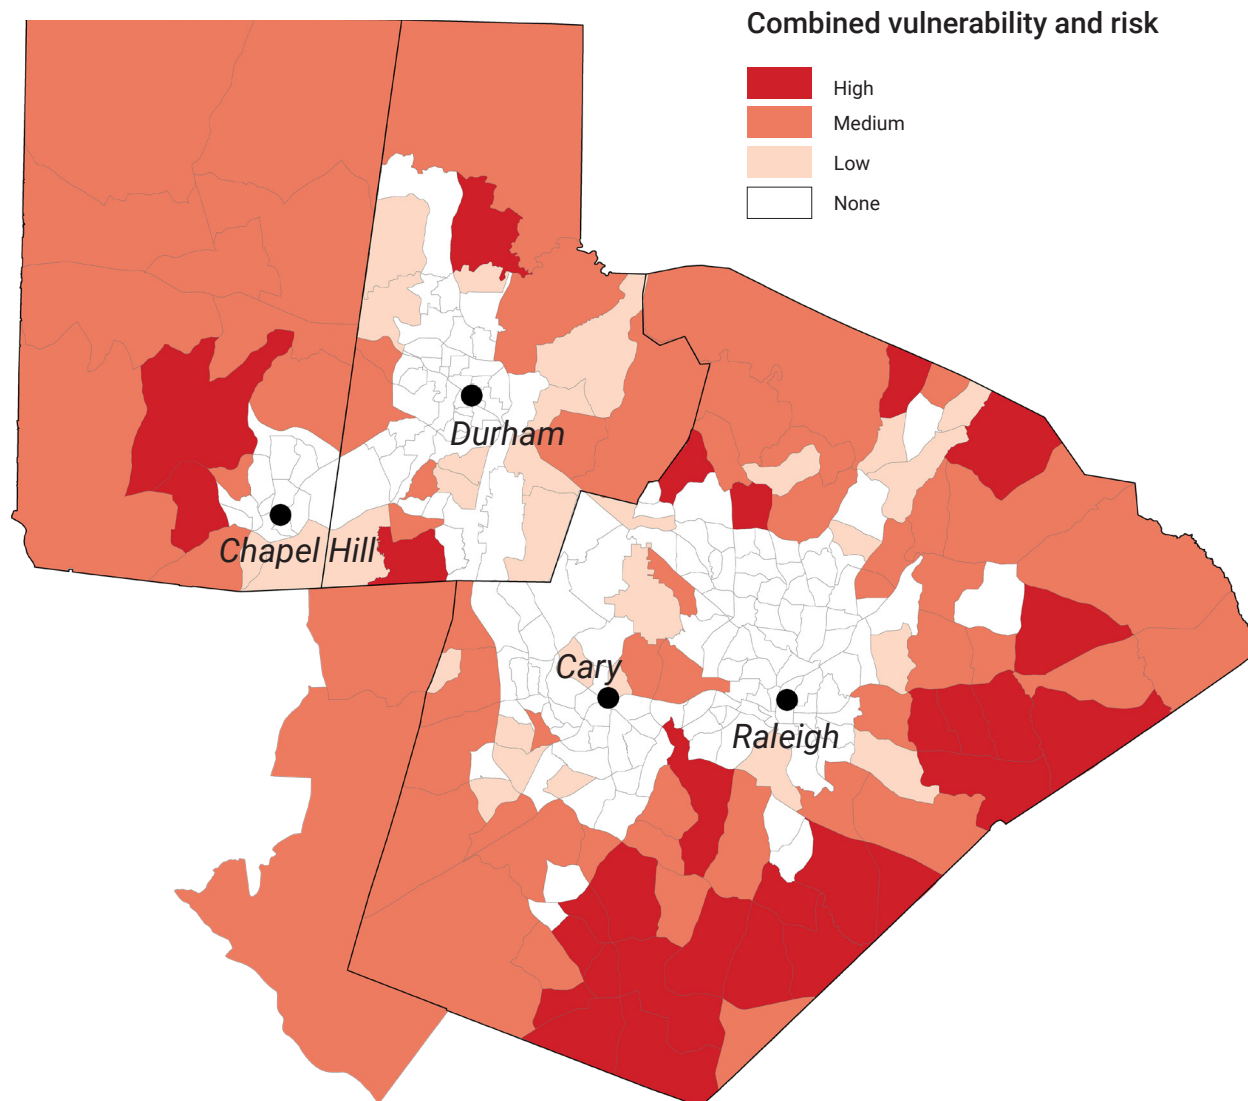 Combined vulnerability and risk
High
Medium
Low
None
Durham
Chapel Hill
Cary
Raleigh